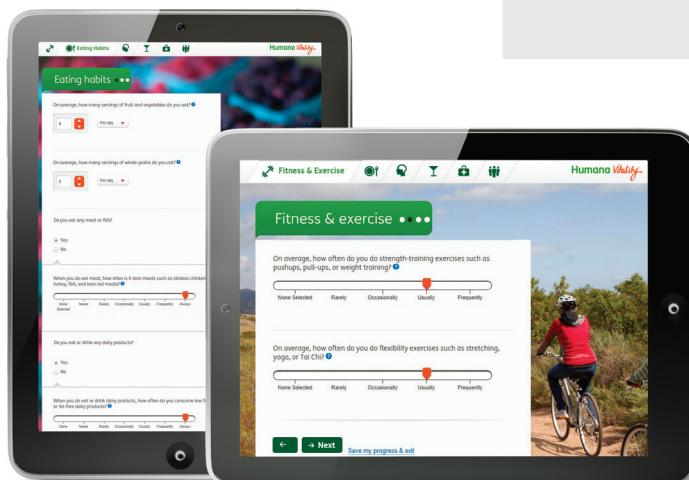 Eating Habits
Humana Vitality
Eating habits
On average, how many servings of fruit and vegetables do you eat?
4
Per day
On average, how many servings of whole grains do you eat?
Per day
Do you eat any meat or fish?
Yes
No
When you do eat meat, how often is it lean meats such as skinless chicken
turkey, fish, and lean red meats?
None Never Rarely Occasionally Usually Frequently Always
Selected
Do you eat or drink any dairy products?
Yes
No
When you do eat or drink dairy products, how often do you consume low f
or fat-free dairy products?
None Never Rarely Occasionally Usually Frequently Always
Fitness & Exercise
Humana Vitality
Fitness & exercise
On average, how often do you do strength-training exercises such as
pushups, pull-ups, or weight training?
None Selected Rarely Occasionally Usually Frequently
On average, how often do you do flexibility exercises such as stretching,
yoga, or Tai Chi?
None Selected Rarely Occasionally Usually Frequently
← → Next Save my progress & exit